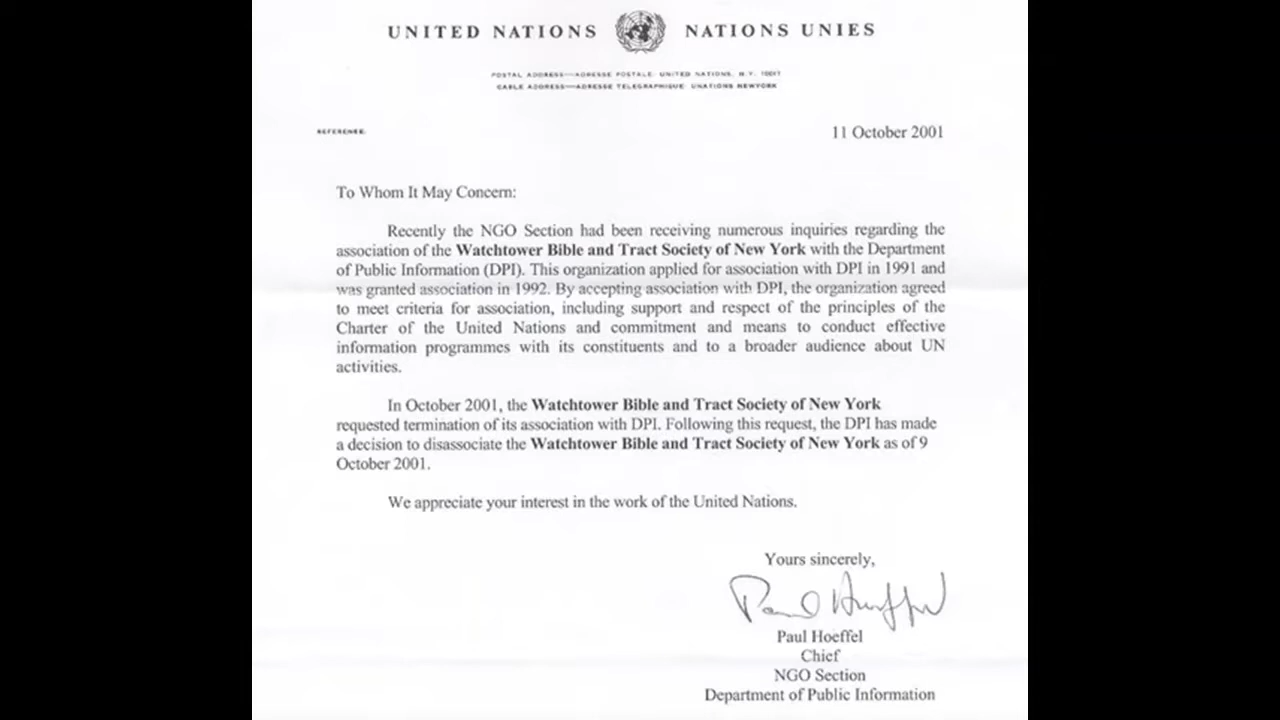 UNITED NATIONS NATIONS UNIES
POSTAL ADDRESS—ADRESSE POSTALE: UNITED NATIONS, N.Y. 10017
CABLE ADDRESS—ADRESSE TELEGRAPHIQUE: UNATIONS NEWYORK
REFERENCE:
11 October 2001
To Whom It May Concern:
Recently the NGO Section had been receiving numerous inquiries regarding the
association of the Watchtower Bible and Tract Society of New York with the Department
of Public Information (DPI). This organization applied for association with DPI in 1991 and
was granted association in 1992. By accepting association with DPI, the organization agreed
to meet criteria for association, including support and respect of the principles of the
Charter of the United Nations and commitment and means to conduct effective
information programmes with its constituents and to a broader audience about UN
activities.
In October 2001, the Watchtower Bible and Tract Society of New York
requested termination of its association with DPI. Following this request, the DPI has made
a decision to disassociate the Watchtower Bible and Tract Society of New York as of 9
October 2001.
We appreciate your interest in the work of the United Nations.
Yours sincerely,
Paul Hoeffel
Paul Hoeffel
Chief
NGO Section
Department of Public Information